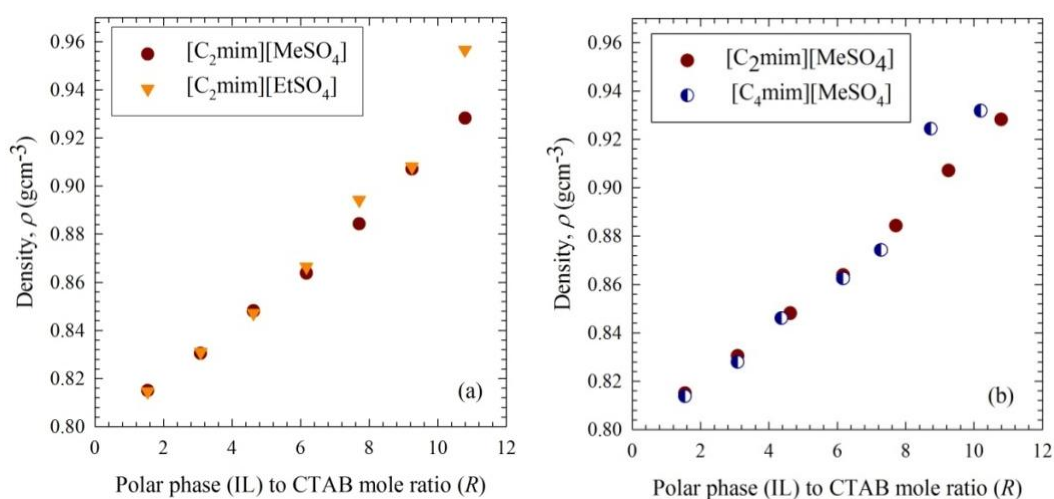 0.96
0.94
0.92
0.90
0.88
0.86
0.84
0.82
0.80
Density, ρ (gcm⁻³)
[C₂mim][MeSO₄]
[C₂mim][EtSO₄]
(a)
0 2 4 6 8 10 12
Polar phase (IL) to CTAB mole ratio (R)
0.96
0.94
0.92
0.90
0.88
0.86
0.84
0.82
0.80
Density, ρ (gcm⁻³)
[C₂mim][MeSO₄]
[C₄mim][MeSO₄]
(b)
0 2 4 6 8 10 12
Polar phase (IL) to CTAB mole ratio (R)